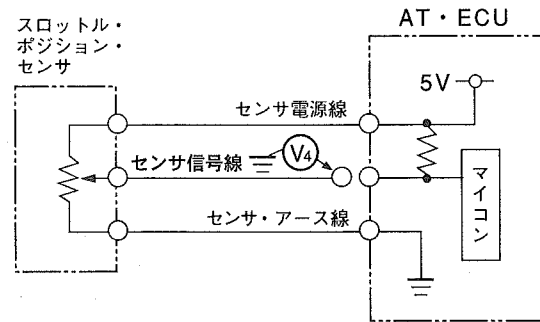 スロットル・
ポジション・
センサ
AT・ECU
5V
センサ電源線
センサ信号線
V4
マイコン
センサ・アース線